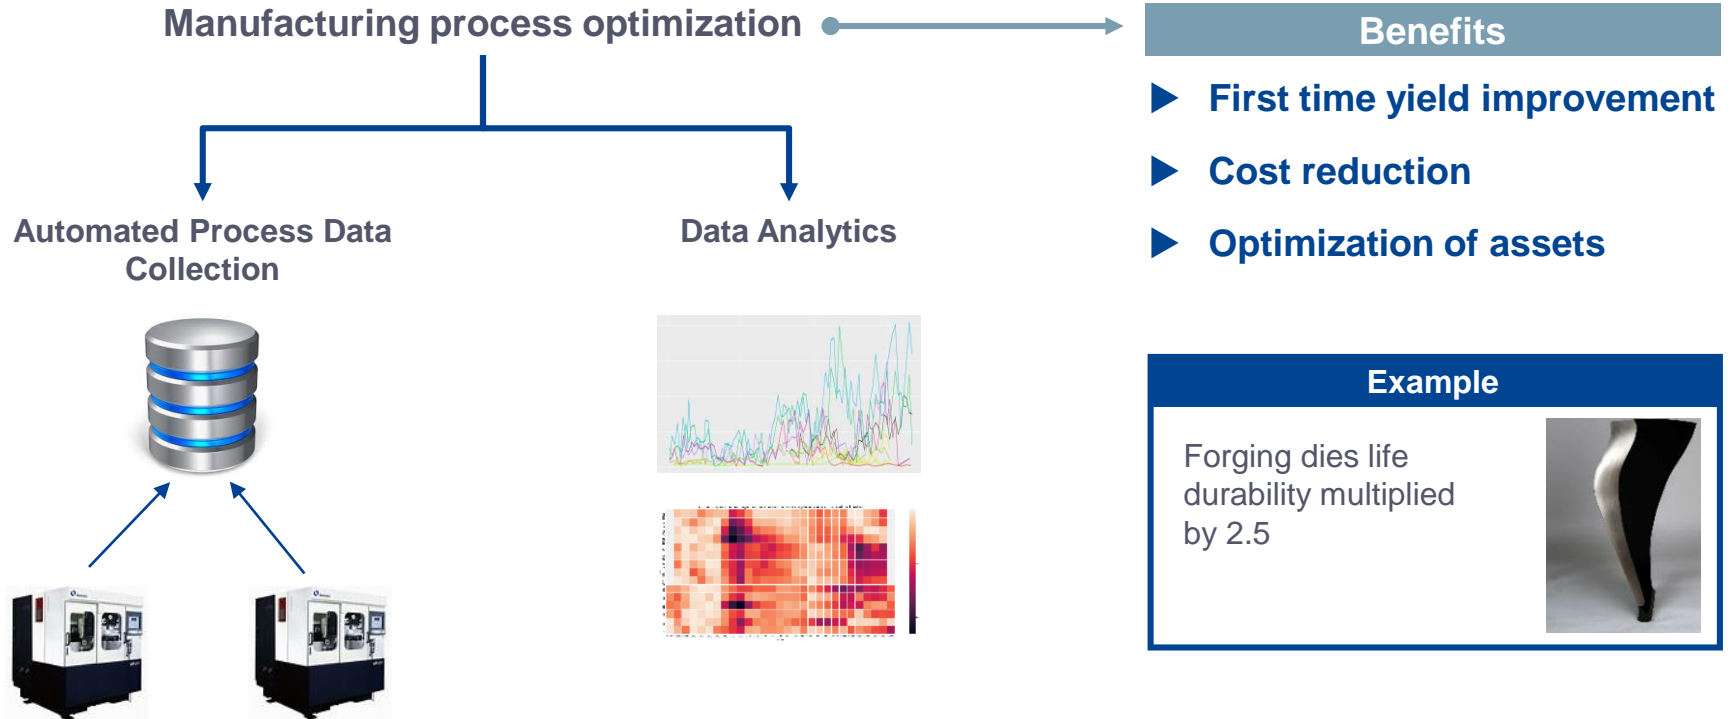 Manufacturing process optimization
Benefits
First time yield improvement
Cost reduction
Optimization of assets
Automated Process Data
Collection
Data Analytics
Example
Forging dies life
durability multiplied
by 2.5